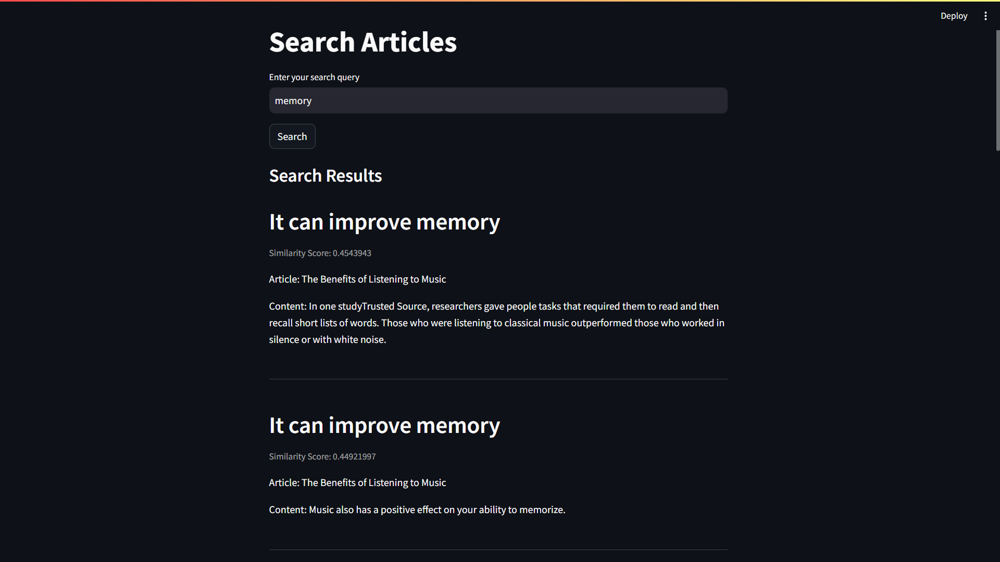 Deploy
Search Articles
Enter your search query
memory
Search
Search Results
It can improve memory
Similarity Score: 0.4543943
Article: The Benefits of Listening to Music
Content: In one studyTrusted Source, researchers gave people tasks that required them to read and then
recall short lists of words. Those who were listening to classical music outperformed those who worked in
silence or with white noise.
It can improve memory
Similarity Score: 0.44921997
Article: The Benefits of Listening to Music
Content: Music also has a positive effect on your ability to memorize.